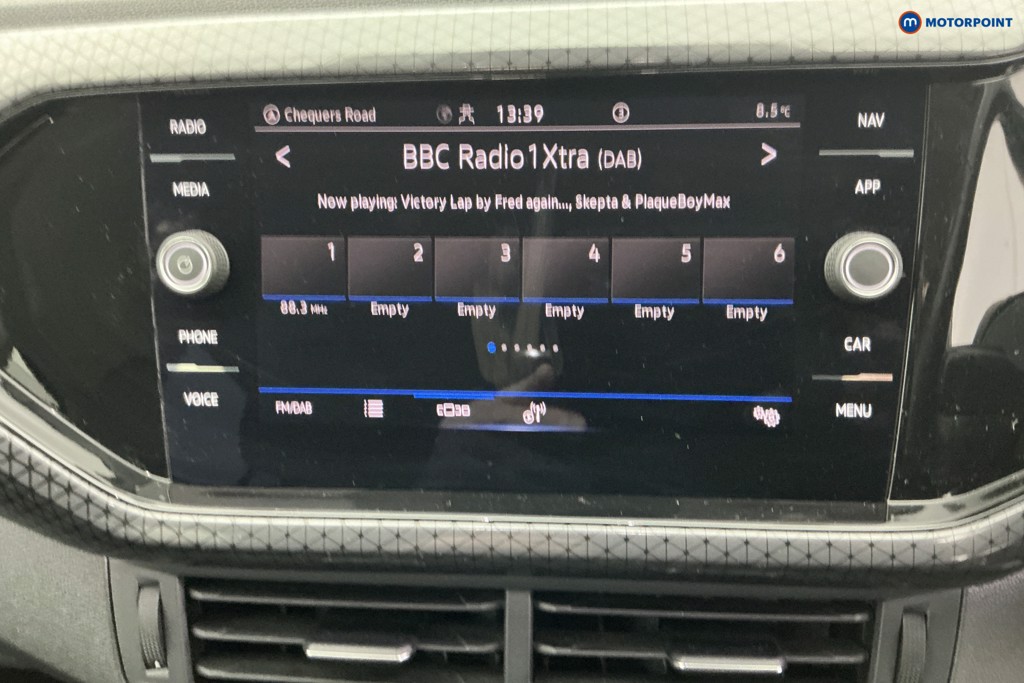 MOTORPOINT
Chequers Road 13:39 8.5°C
RADIO
MEDIA
PHONE
VOICE
< BBC Radio 1Xtra (DAB) >
Now playing: Victory Lap by Fred again..., Skepta & PlaqueBoyMax
1 2 3 4 5 6
88.3 MHz Empty Empty Empty Empty Empty
FM/DAB
NAV
APP
CAR
MENU